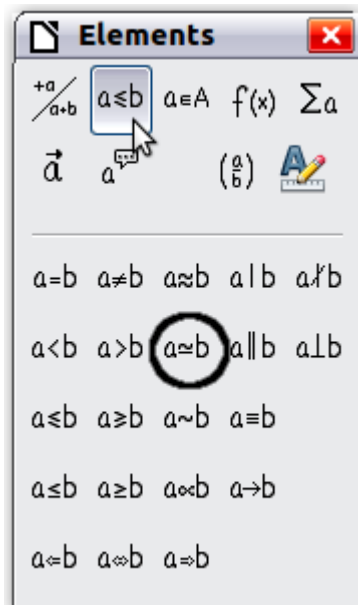 Elements
+a/a+b a≤b a∈A f(x) Σa
a⃗ a (a/b) A
a=b a≠b a≈b a|b a∤b
a<b a>b a≃b a∥b a⊥b
a⩽b a⩾b a~b a≡b
a≤b a≥b a∝b a→b
a⇐b a⇔b a⇒b